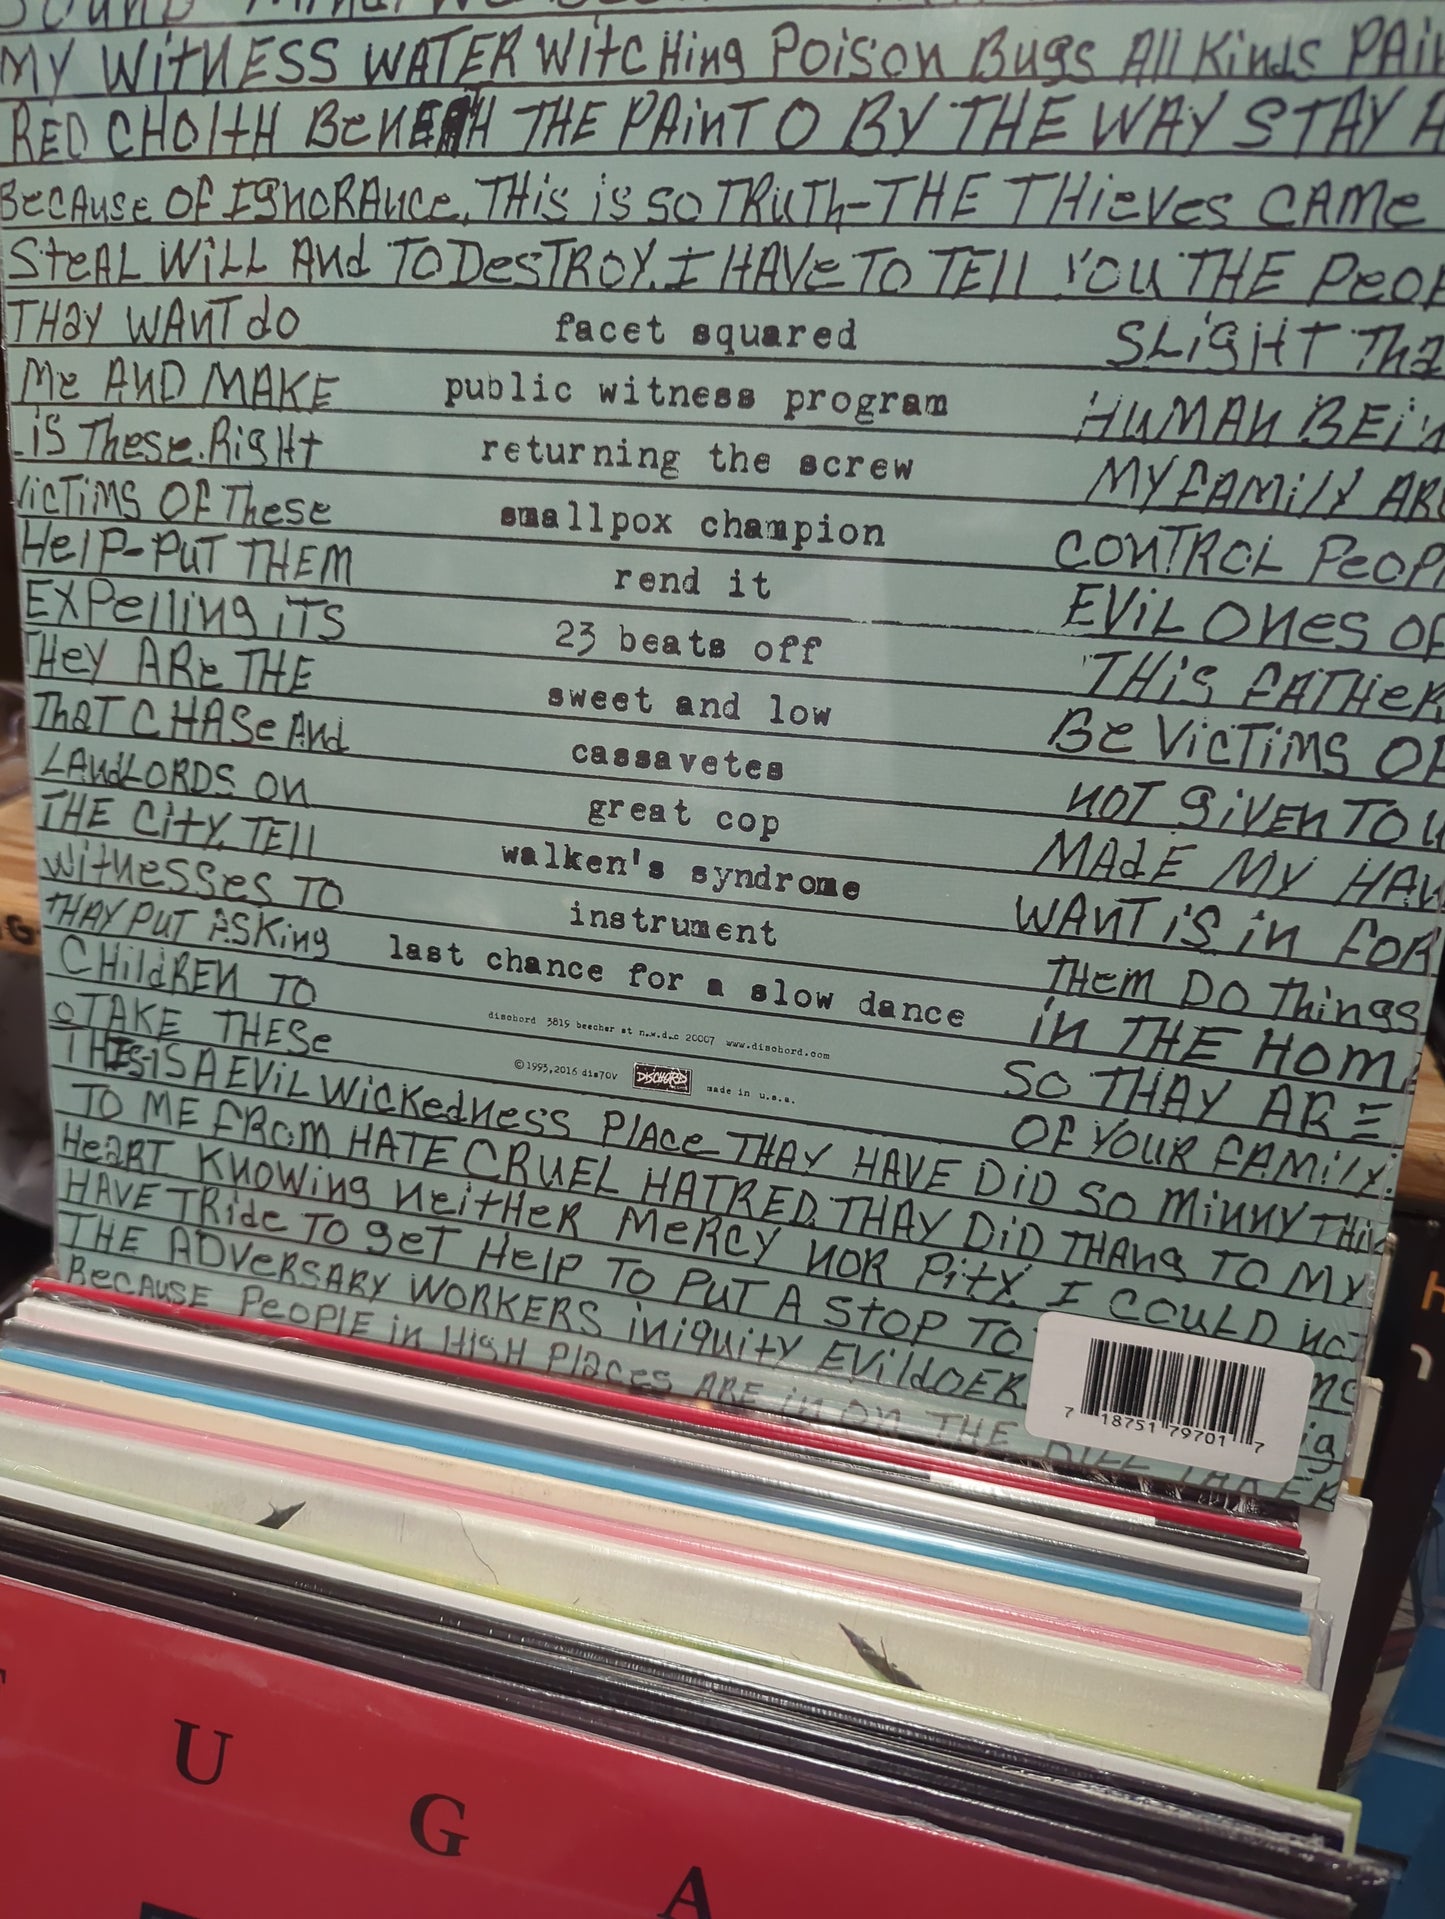 MY WITNESS WATER WITCHING POISON BUGS ALL KINDS
RED CHOITH BENEATH THE PAINT O BY THE WAY STAY
BECAUSE OF IGNORANCE, THIS IS SO TRUTH-THE THIEVES CAME
STEAL WILL AND TO DESTROY. I HAVE TO TELL YOU THE
THAY WANT do facet squared SLIGHT
ME AND MAKE public witness program HUMAN
IS THESE. RIGHT returning the screw MY FAMILY
VICTIMS OF THESE smallpox champion CONTROL
HELP-PUT THEM rend it EVIL ONES
EXPELLING ITS 23 beats off THIS FATHER
THEY ARE THE sweet and low BE VICTIMS
THAT CHASE AND cassavetes NOT GIVEN TO
LANDLORDS ON great cop MADE MY
THE CITY. TELL walken's syndrome WANT IS IN FOR
WITNESSES TO instrument THEM DO THINGS
THAY PUT ASKING last chance for a slow dance IN THE HOM
CHILDREN TO dischord 3819 beecher st n.w.d.c 20007 www.dischord.com SO THAY ARE
TAKE THESE ©1993,2016 dis70v DISCHORD made in u.s.a. OF YOUR FAMILY.
THIS-IS A EVIL WICKEDNESS PLACE THAY HAVE DID SO MINNY
TO ME FROM HATE CRUEL HATRED. THAY DID THANG TO MY
HEART KNOWING NEITHER MERCY NOR PITY. I COULD NOT
HAVE TRIDE TO GET HELP TO PUT A STOP TO
THE ADVERSARY WORKERS INIQUITY EVILDOER
BECAUSE PEOPLE IN HIGH PLACES ARE IN ON THE
7 18751 79701 7
U G A